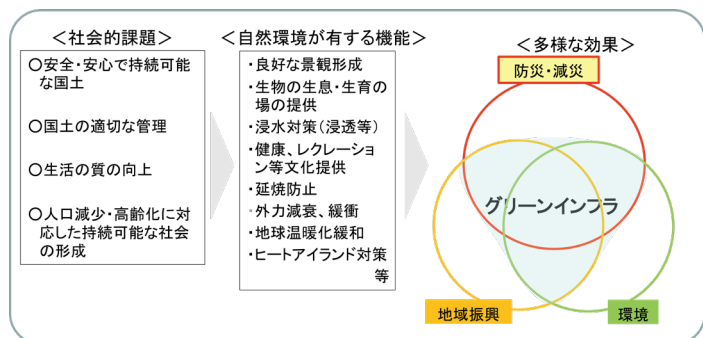 ＜社会的課題＞
○安全・安心で持続可能
な国土
○国土の適切な管理
○生活の質の向上
○人口減少・高齢化に対
応した持続可能な社会
の形成
＜自然環境が有する機能＞
・良好な景観形成
・生物の生息・生育の
場の提供
・浸水対策（浸透等）
・健康、レクレーショ
ン等文化提供
・延焼防止
・外力減衰、緩衝
・地球温暖化緩和
・ヒートアイランド対策
等
＜多様な効果＞
防災・減災
グリーンインフラ
地域振興
環境